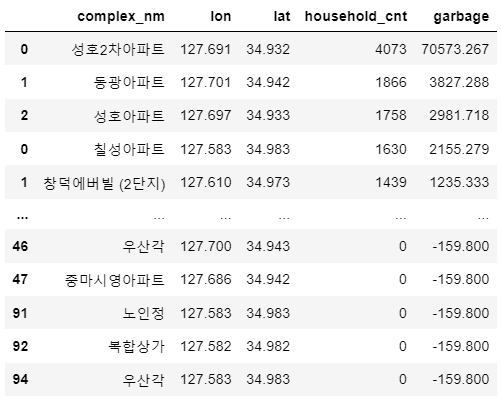 complex_nm lon lat household_cnt garbage
0 성호2차아파트 127.691 34.932 4073 70573.267
1 동광아파트 127.701 34.942 1866 3827.288
2 성호아파트 127.697 34.933 1758 2981.718
0 칠성아파트 127.583 34.983 1630 2155.279
1 창덕에버빌 (2단지) 127.610 34.973 1439 1235.333
... ... ... ... ... ...
46 우산각 127.700 34.943 0 -159.800
47 중마시영아파트 127.686 34.942 0 -159.800
91 노인정 127.583 34.983 0 -159.800
92 복합상가 127.582 34.982 0 -159.800
94 우산각 127.583 34.983 0 -159.800